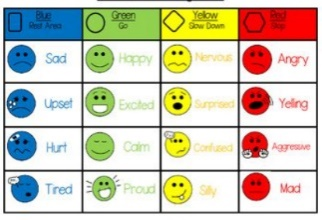 Blue Green Yellow Red
Rest Area Go Slow Down Stop
Sad Happy Nervous Angry
Upset Excited Surprised Yelling
Hurt Calm Confused Aggressive
Tired Proud Silly Mad